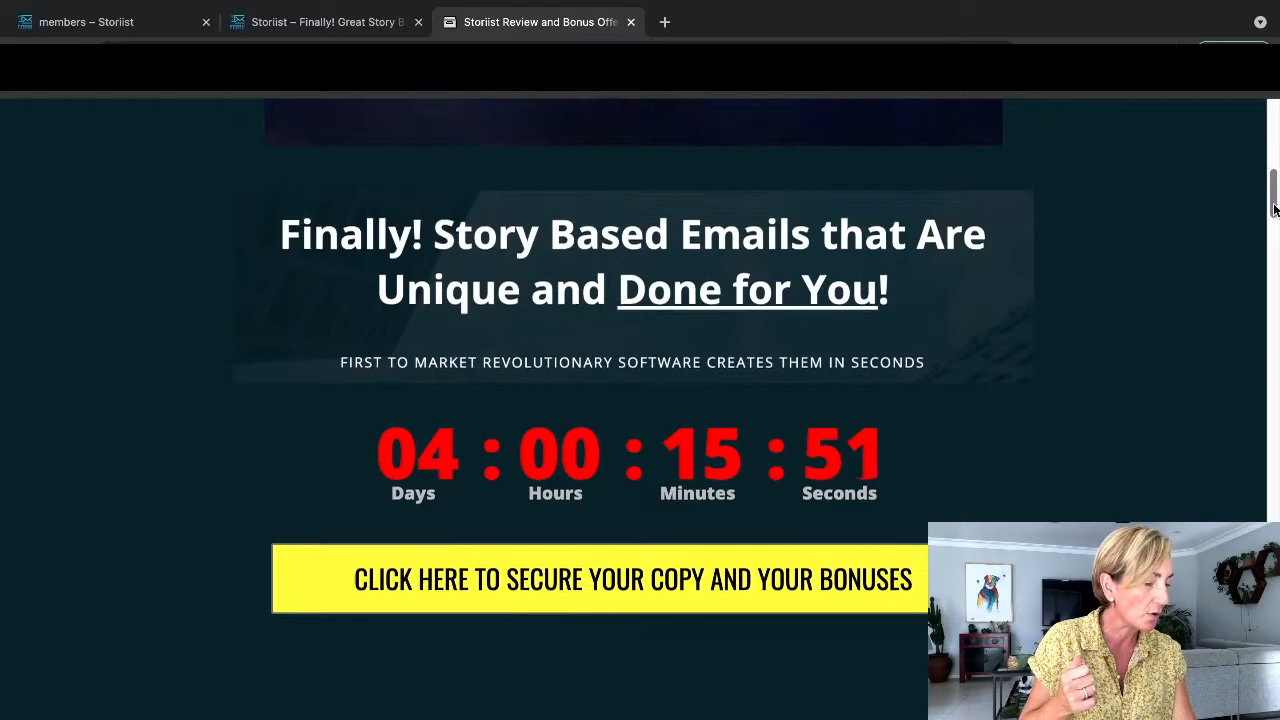 members – Storiist
Storiist – Finally! Great Story B
Storiist Review and Bonus Offe
Finally! Story Based Emails that Are
Unique and Done for You!
FIRST TO MARKET REVOLUTIONARY SOFTWARE CREATES THEM IN SECONDS
04 : 00 : 15 : 51
Days Hours Minutes Seconds
CLICK HERE TO SECURE YOUR COPY AND YOUR BONUSES